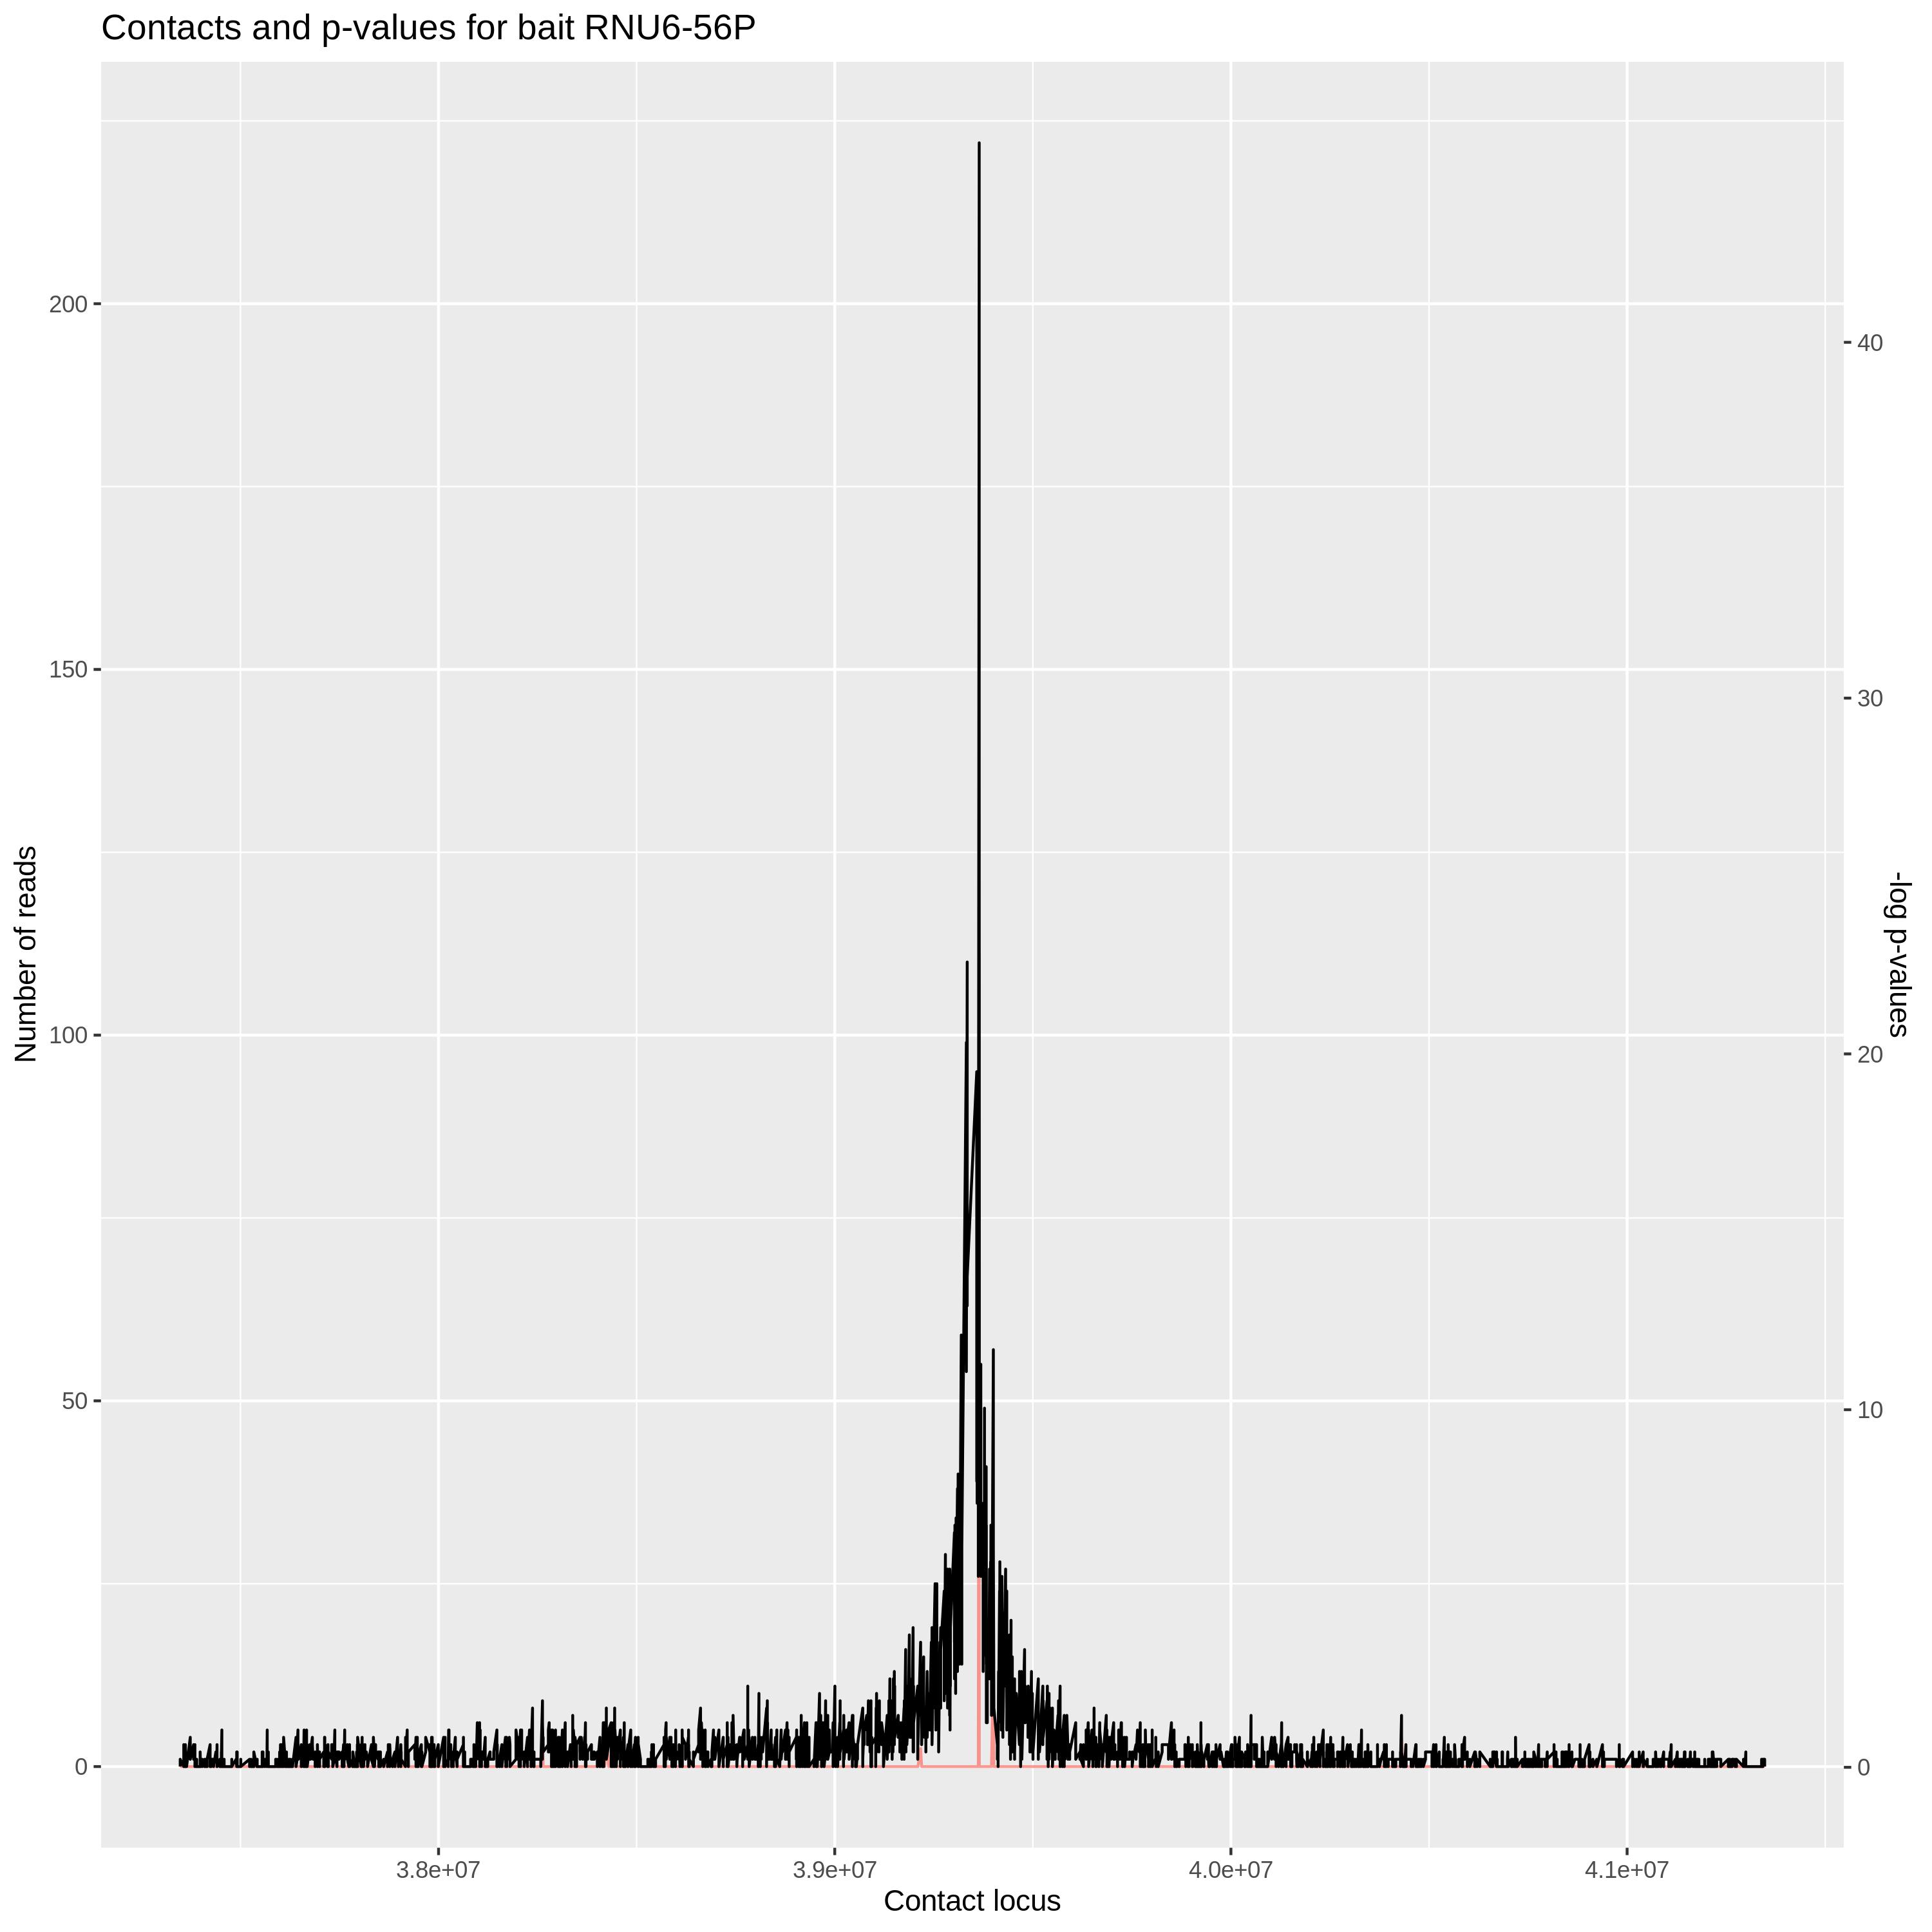 Contacts and p-values for bait RNU6-56P
200
150
100
50
0
Number of reads
40
30
20
10
0
-log p-values
3.8e+07
3.9e+07
4.0e+07
4.1e+07
Contact locus